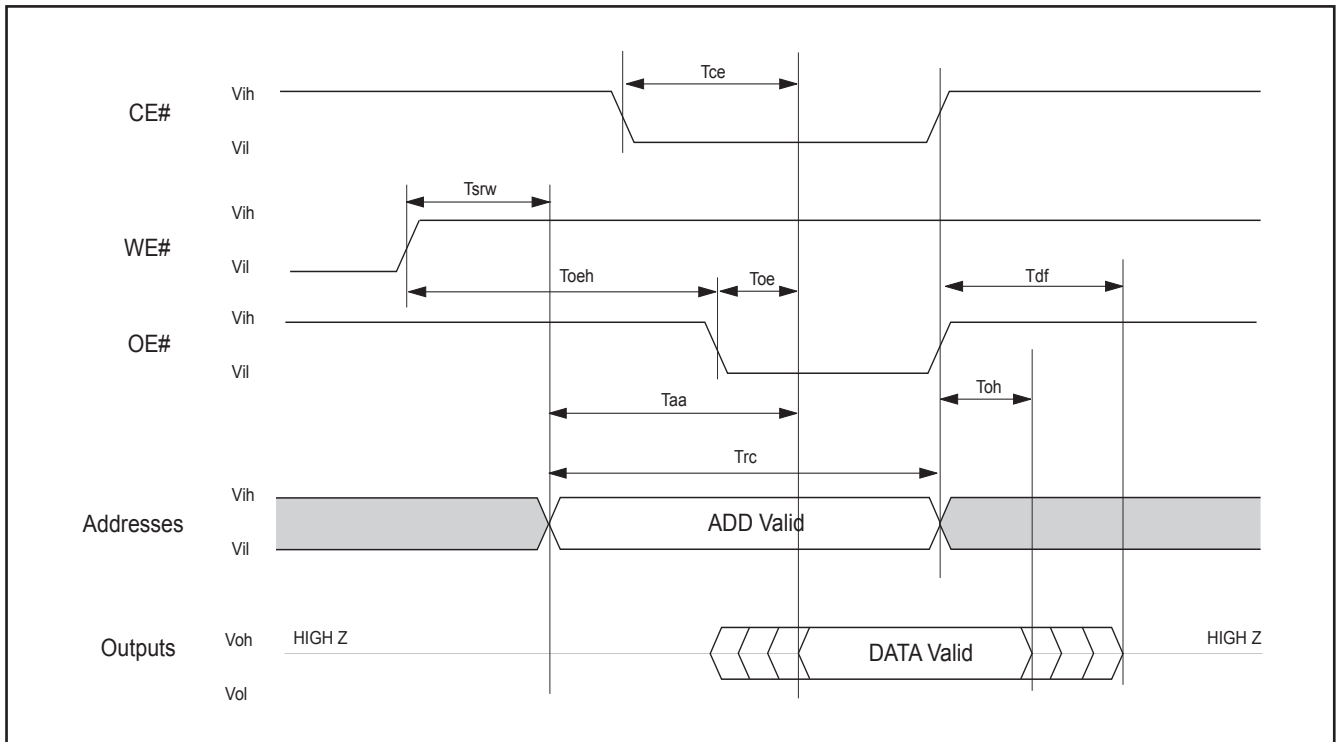 Tce
Vih
CE#
Vil
Tsrw
Vih
WE#
Vil
Toeh
Toe
Tdf
Vih
OE#
Vil
Toh
Taa
Trc
Vih
Addresses
ADD Valid
Vil
Outputs
Voh
HIGH Z
DATA Valid
HIGH Z
Vol